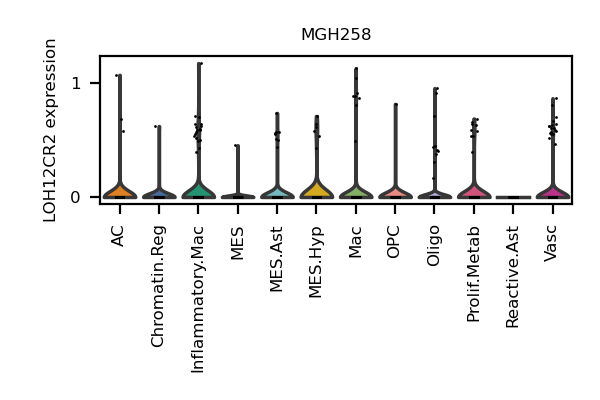 MGH258
LOH12CR2 expression
1
0
AC
Chromatin.Reg
Inflammatory.Mac
MES
MES.Ast
MES.Hyp
Mac
OPC
Oligo
Prolif.Metab
Reactive.Ast
Vasc